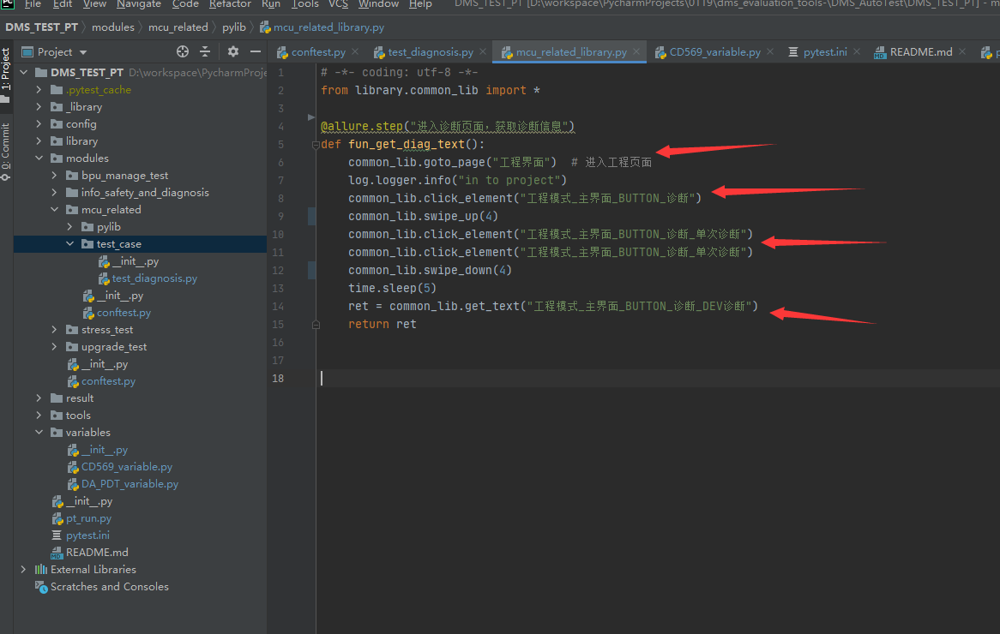 File Edit View Navigate Code Refactor Run Tools VCS Window Help DMS_TEST_PT [D:\workspace\PycharmProjects\0119\dms_evaluation_tools-\DMS_AutoTest\DMS_TEST_PT] - m
DMS_TEST_PT modules mcu_related pylib mcu_related_library.py
Project
conftest.py test_diagnosis.py mcu_related_library.py CD569_variable.py pytest.ini README.md
1: Project
0: Commit
DMS_TEST_PT D:\workspace\PycharmProje
.pytest_cache
_library
config
library
modules
bpu_manage_test
info_safety_and_diagnosis
mcu_related
pylib
test_case
__init__.py
test_diagnosis.py
__init__.py
conftest.py
stress_test
upgrade_test
__init__.py
conftest.py
result
tools
variables
__init__.py
CD569_variable.py
DA_PDT_variable.py
__init__.py
pt_run.py
pytest.ini
README.md
External Libraries
Scratches and Consoles
1 # -*- coding: utf-8 -*-
2 from library.common_lib import *
3
4 @allure.step("进入诊断页面，获取诊断信息")
5 def fun_get_diag_text():
6 common_lib.goto_page("工程界面") # 进入工程页面
7 log.logger.info("in to project")
8 common_lib.click_element("工程模式_主界面_BUTTON_诊断")
9 common_lib.swipe_up(4)
10 common_lib.click_element("工程模式_主界面_BUTTON_诊断_单次诊断")
11 common_lib.click_element("工程模式_主界面_BUTTON_诊断_单次诊断")
12 common_lib.swipe_down(4)
13 time.sleep(5)
14 ret = common_lib.get_text("工程模式_主界面_BUTTON_诊断_DEV诊断")
15 return ret
16
17
18